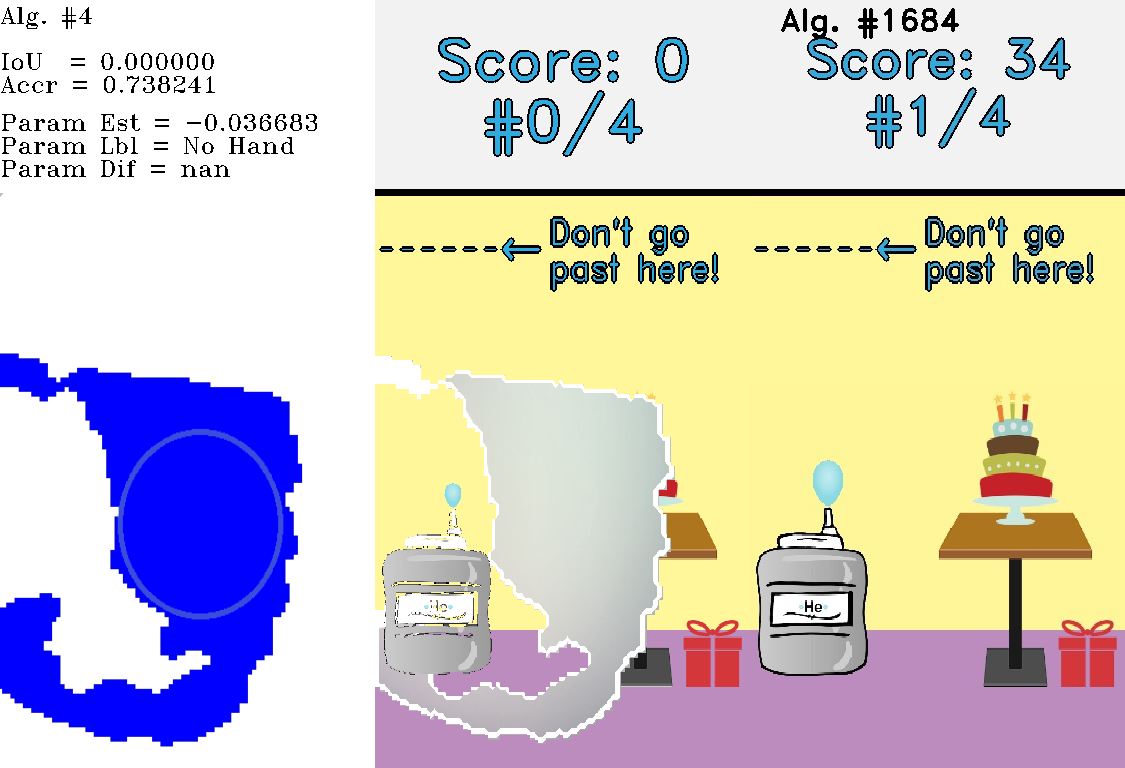 Alg. #4
IoU = 0.000000
Accr = 0.738241
Param Est = -0.036683
Param Lbl = No Hand
Param Dif = nan
Score: 0
#0/4
Alg. #1684
Score: 34
#1/4
Don't go
past here!
Don't go
past here!
He
He